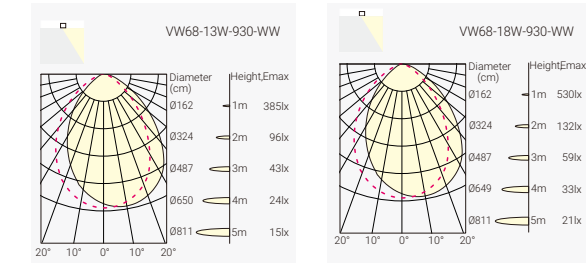 VW68-13W-930-WW
Diameter (cm) Height Emax
Ø162 1m 385lx
Ø324 2m 96lx
Ø487 3m 43lx
Ø650 4m 24lx
Ø811 5m 15lx
20° 10° 0° 10° 20°
VW68-18W-930-WW
Diameter (cm) Height Emax
Ø162 1m 530lx
Ø324 2m 132lx
Ø487 3m 59lx
Ø649 4m 33lx
Ø811 5m 21lx
20° 10° 0° 10° 20°